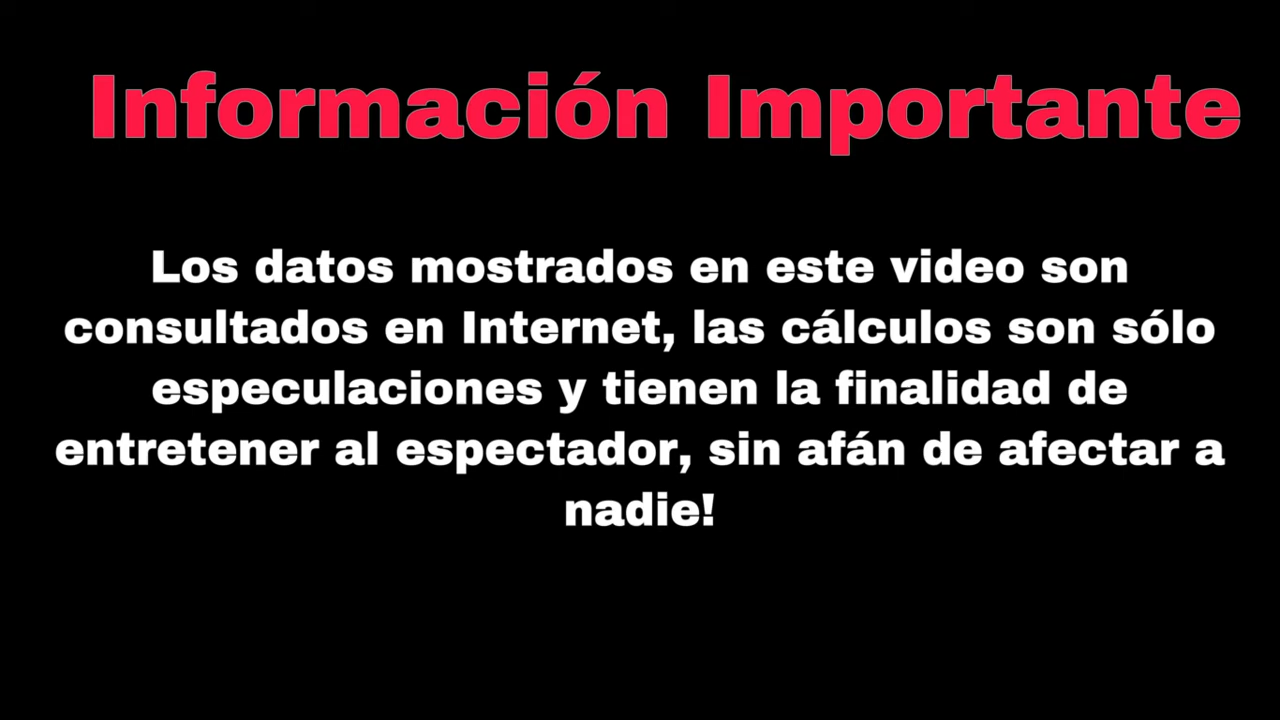 Información Importante
Los datos mostrados en este video son
consultados en Internet, las cálculos son sólo
especulaciones y tienen la finalidad de
entretener al espectador, sin afán de afectar a
nadie!